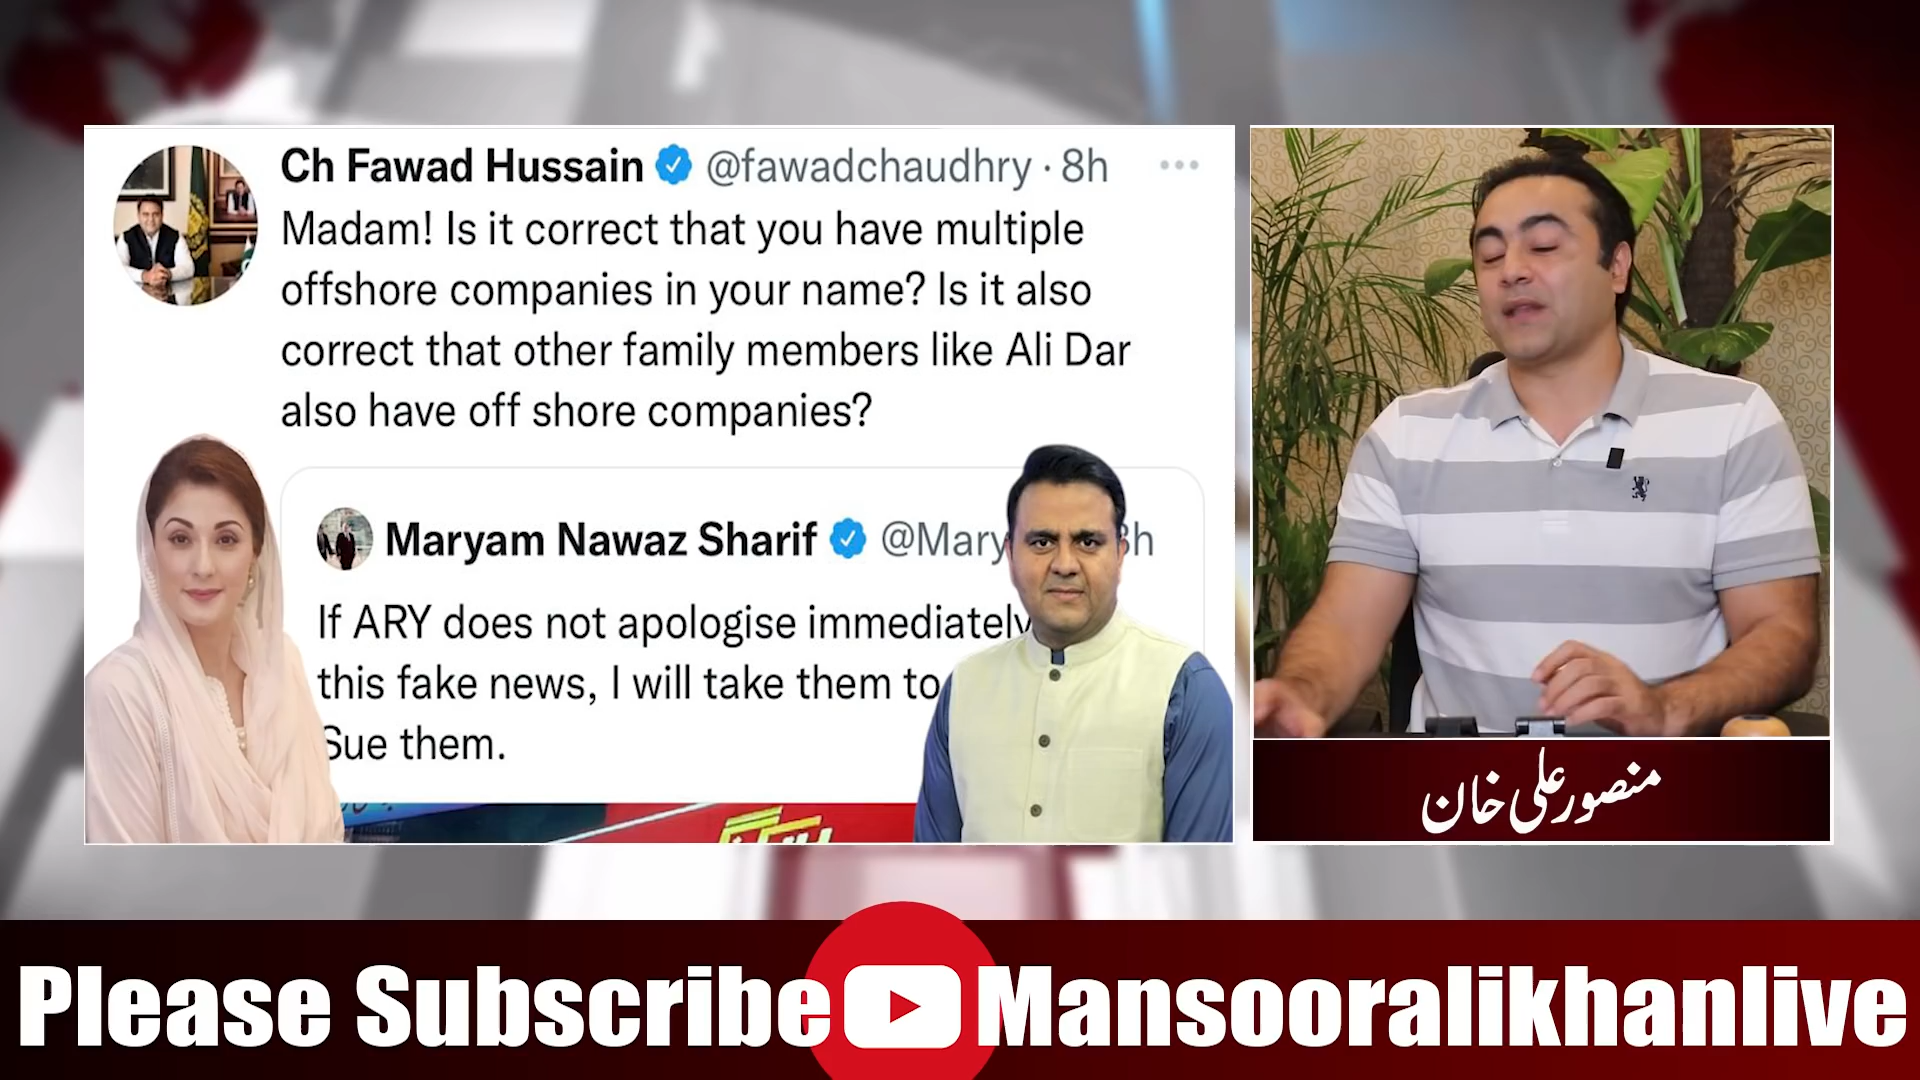 Ch Fawad Hussain @fawadchaudhry · 8h
Madam! Is it correct that you have multiple
offshore companies in your name? Is it also
correct that other family members like Ali Dar
also have off shore companies?
Maryam Nawaz Sharif @Mary 8h
If ARY does not apologise immediately
this fake news, I will take them to
Sue them.
منصور علی خان
Please Subscribe Mansooralikhanlive